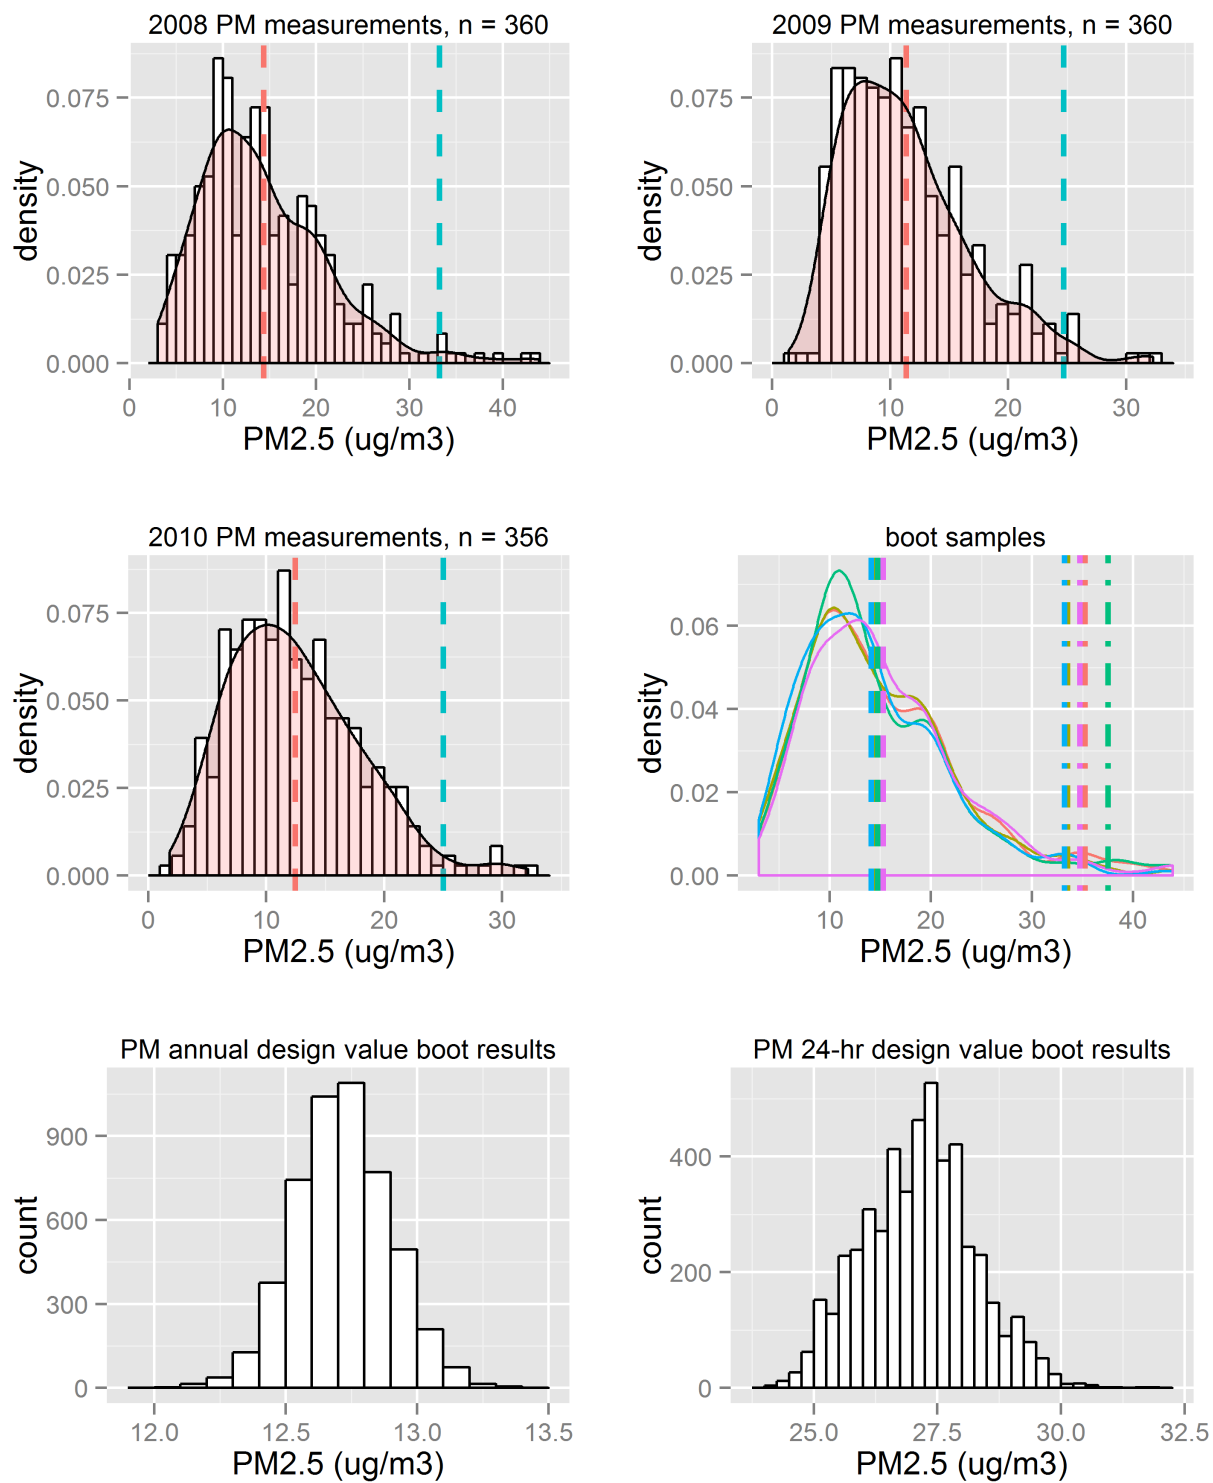 2008 PM measurements, n = 360
density
0.075
0.050
0.025
0.000
0 10 20 30 40
PM2.5 (ug/m3)
2009 PM measurements, n = 360
density
0.075
0.050
0.025
0.000
0 10 20 30
PM2.5 (ug/m3)
2010 PM measurements, n = 356
density
0.075
0.050
0.025
0.000
0 10 20 30
PM2.5 (ug/m3)
boot samples
density
0.06
0.04
0.02
0.00
10 20 30 40
PM2.5 (ug/m3)
PM annual design value boot results
count
900
600
300
0
12.0 12.5 13.0 13.5
PM2.5 (ug/m3)
PM 24-hr design value boot results
count
400
200
0
25.0 27.5 30.0 32.5
PM2.5 (ug/m3)